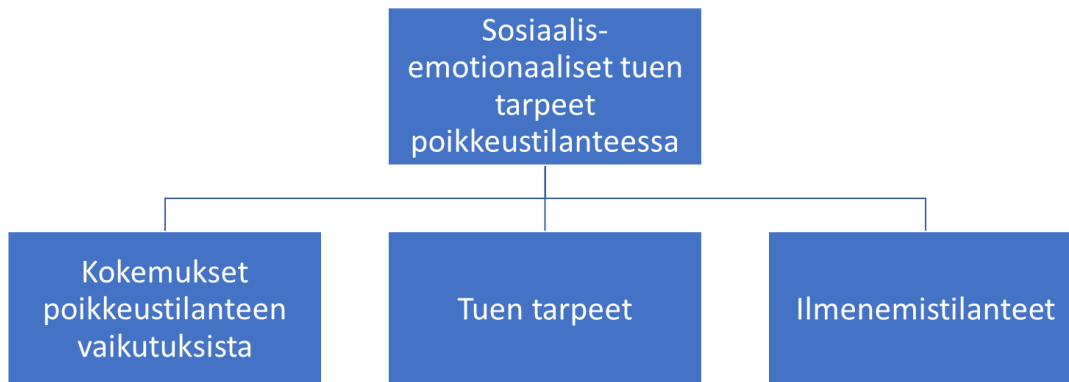 Sosiaalis-
emotionaaliset tuen
tarpeet
poikkeustilanteessa
Kokemukset
poikkeustilanteen
vaikutuksista
Tuen tarpeet
Ilmenemistilanteet